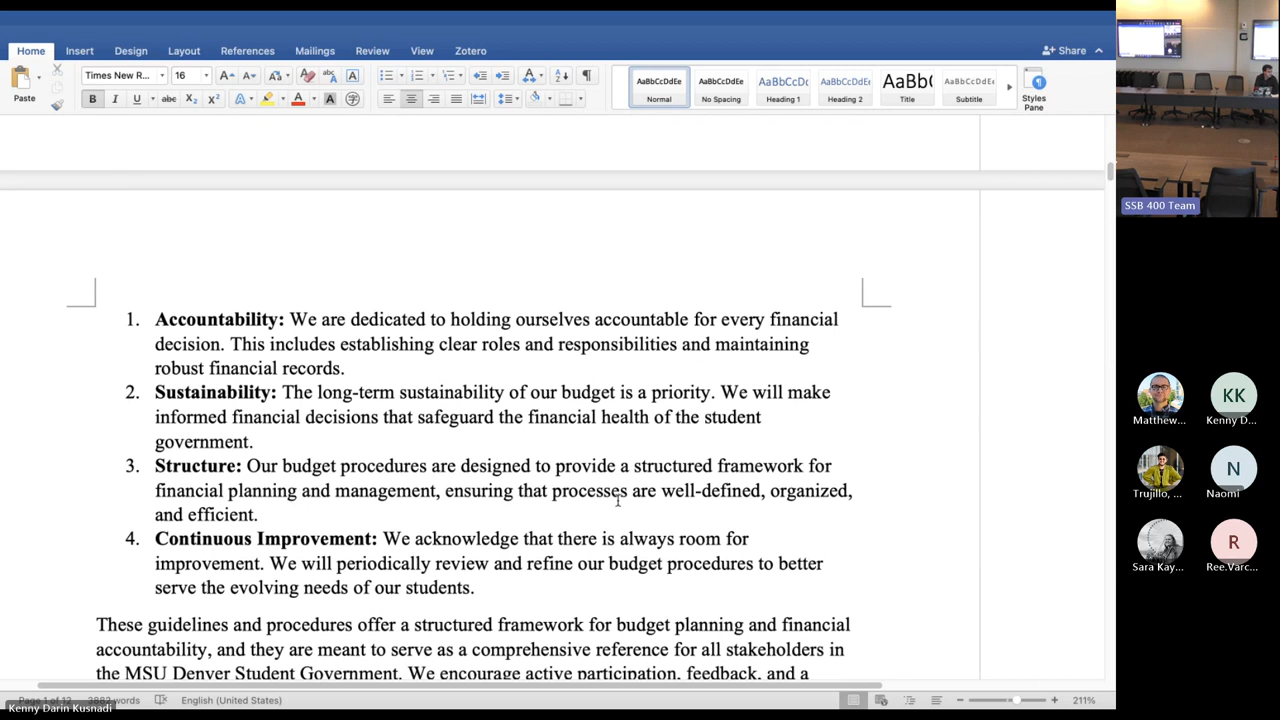 Home Insert Design Layout References Mailings Review View Zotero Share
Times New R... 16
Paste
AaBbCcDdEe AaBbCcDdEe AaBbCcDc AaBbCcDdEe AaBb( AaBbCcDdEe
Normal No Spacing Heading 1 Heading 2 Title Subtitle Styles Pane
SSB 400 Team
1. Accountability: We are dedicated to holding ourselves accountable for every financial
decision. This includes establishing clear roles and responsibilities and maintaining
robust financial records.
2. Sustainability: The long-term sustainability of our budget is a priority. We will make
informed financial decisions that safeguard the financial health of the student
government.
3. Structure: Our budget procedures are designed to provide a structured framework for
financial planning and management, ensuring that processes are well-defined, organized,
and efficient.
4. Continuous Improvement: We acknowledge that there is always room for
improvement. We will periodically review and refine our budget procedures to better
serve the evolving needs of our students.
These guidelines and procedures offer a structured framework for budget planning and financial
accountability, and they are meant to serve as a comprehensive reference for all stakeholders in
the MSU Denver Student Government. We encourage active participation, feedback, and a
KK N R
Matthew... Kenny D...
Trujillo, ... Naomi
Sara Kay... Ree.Varc...
Page 1 of 12 3882 words English (United States) 211%
Kenny Darin Kusnadi